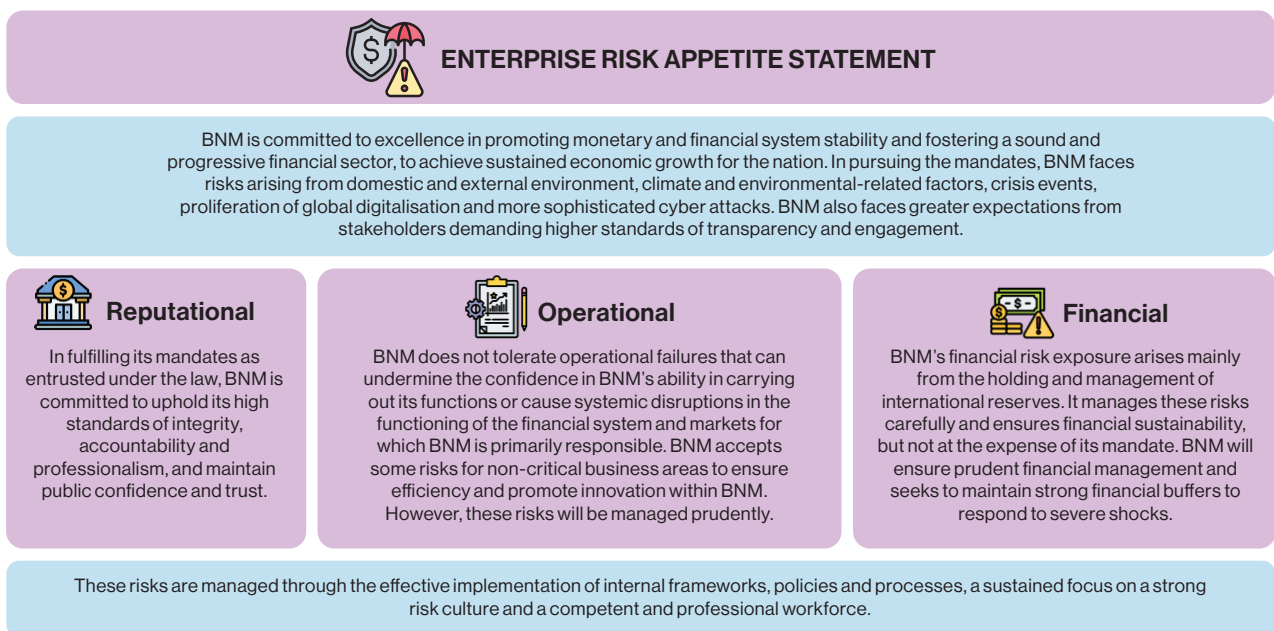 ENTERPRISE RISK APPETITE STATEMENT
BNM is committed to excellence in promoting monetary and financial system stability and fostering a sound and
progressive financial sector, to achieve sustained economic growth for the nation. In pursuing the mandates, BNM faces
risks arising from domestic and external environment, climate and environmental-related factors, crisis events,
proliferation of global digitalisation and more sophisticated cyber attacks. BNM also faces greater expectations from
stakeholders demanding higher standards of transparency and engagement.
Reputational
In fulfilling its mandates as
entrusted under the law, BNM is
committed to uphold its high
standards of integrity,
accountability and
professionalism, and maintain
public confidence and trust.
Operational
BNM does not tolerate operational failures that can
undermine the confidence in BNM's ability in carrying
out its functions or cause systemic disruptions in the
functioning of the financial system and markets for
which BNM is primarily responsible. BNM accepts
some risks for non-critical business areas to ensure
efficiency and promote innovation within BNM.
However, these risks will be managed prudently.
Financial
BNM's financial risk exposure arises mainly
from the holding and management of
international reserves. It manages these risks
carefully and ensures financial sustainability,
but not at the expense of its mandate. BNM will
ensure prudent financial management and
seeks to maintain strong financial buffers to
respond to severe shocks.
These risks are managed through the effective implementation of internal frameworks, policies and processes, a sustained focus on a strong
risk culture and a competent and professional workforce.